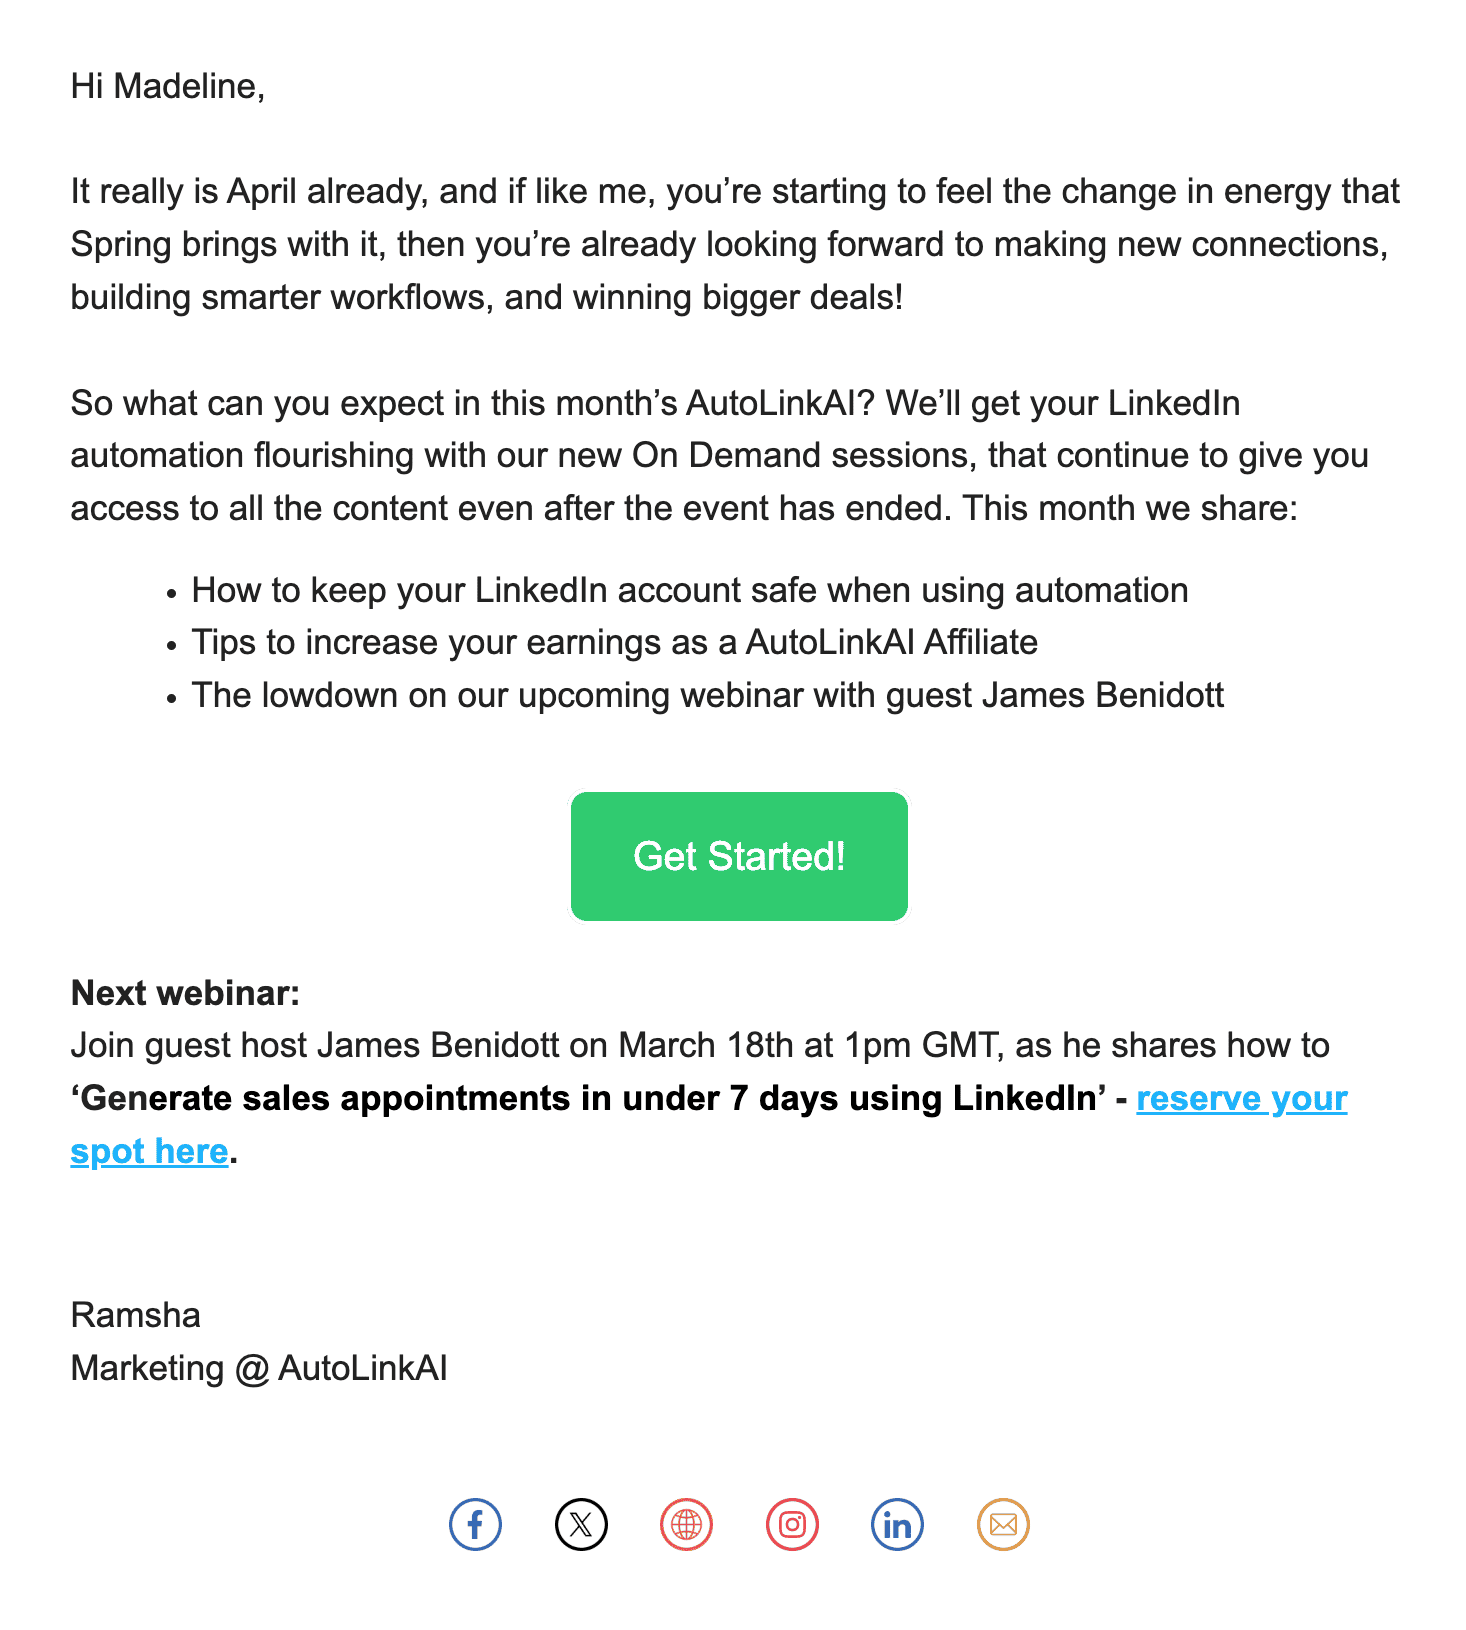 Hi Madeline,
It really is April already, and if like me, you’re starting to feel the change in energy that
Spring brings with it, then you’re already looking forward to making new connections,
building smarter workflows, and winning bigger deals!
So what can you expect in this month’s AutoLinkAI? We’ll get your LinkedIn
automation flourishing with our new On Demand sessions, that continue to give you
access to all the content even after the event has ended. This month we share:
• How to keep your LinkedIn account safe when using automation
• Tips to increase your earnings as a AutoLinkAI Affiliate
• The lowdown on our upcoming webinar with guest James Benidott
Get Started!
Next webinar:
Join guest host James Benidott on March 18th at 1pm GMT, as he shares how to
‘Generate sales appointments in under 7 days using LinkedIn’ - reserve your
spot here.
Ramsha
Marketing @ AutoLinkAI